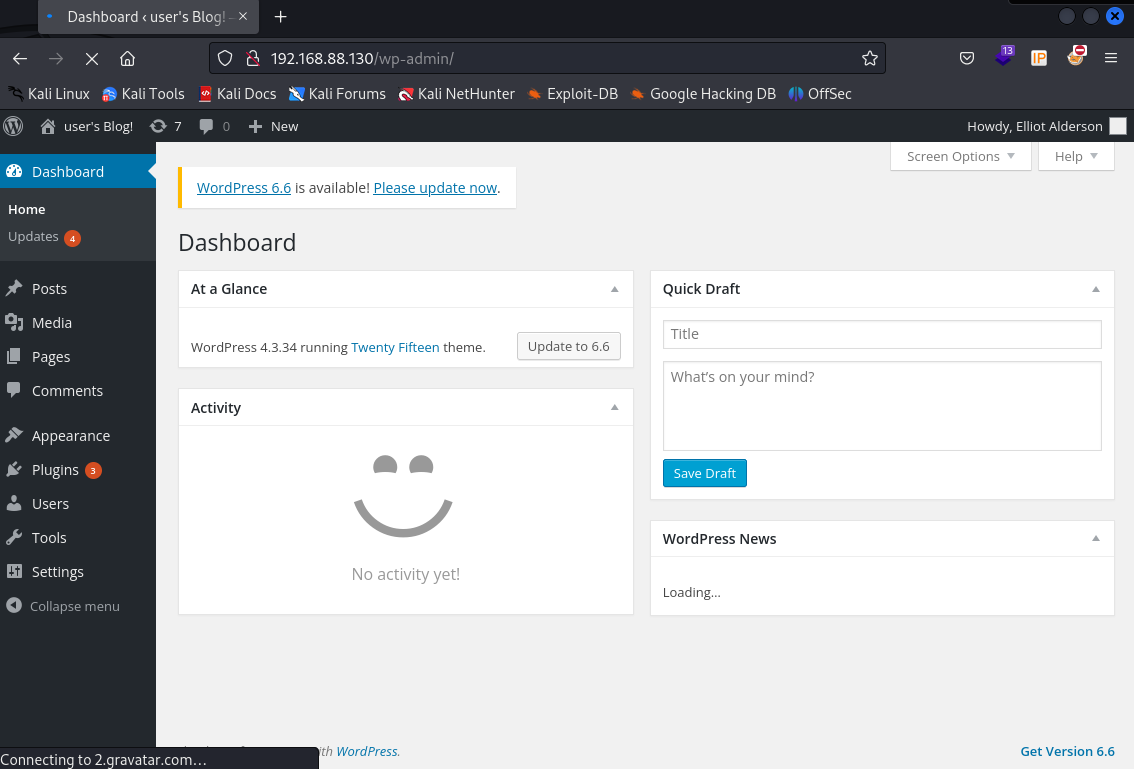 Dashboard ‹ user's Blog! –
192.168.88.130/wp-admin/
13
IP
Kali Linux Kali Tools Kali Docs Kali Forums Kali NetHunter Exploit-DB Google Hacking DB OffSec
user's Blog! 7 0 New Howdy, Elliot Alderson
Dashboard
Home
Updates 4
Posts
Media
Pages
Comments
Appearance
Plugins 3
Users
Tools
Settings
Collapse menu
Screen Options Help
WordPress 6.6 is available! Please update now.
Dashboard
At a Glance
WordPress 4.3.34 running Twenty Fifteen theme. Update to 6.6
Activity
No activity yet!
Quick Draft
Title
What's on your mind?
Save Draft
WordPress News
Loading...
WordPress. Get Version 6.6
Connecting to 2.gravatar.com…